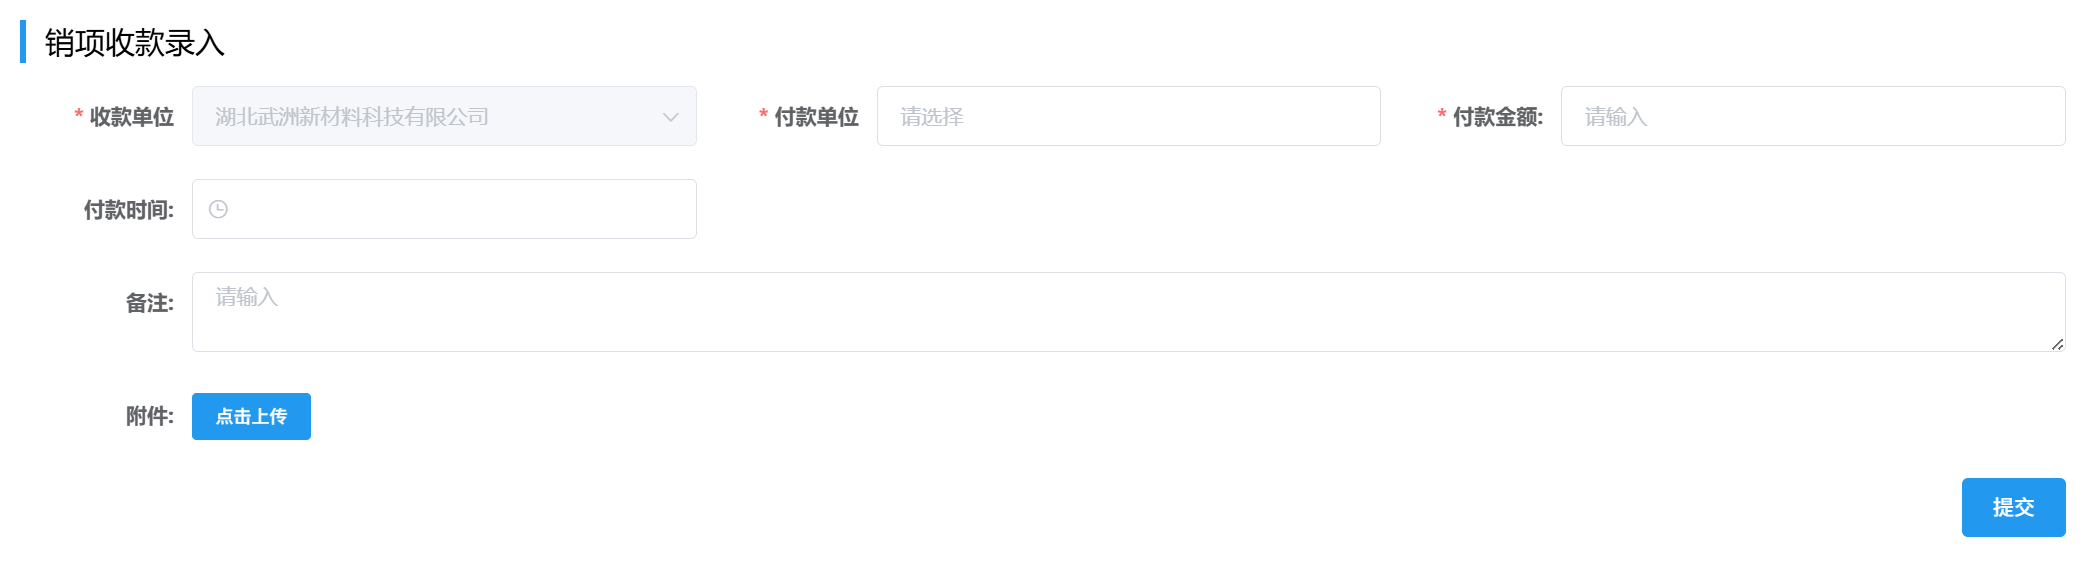 销项收款录入
* 收款单位 湖北武洲新材料科技有限公司 * 付款单位 请选择 * 付款金额: 请输入
付款时间:
备注: 请输入
附件: 点击上传
提交